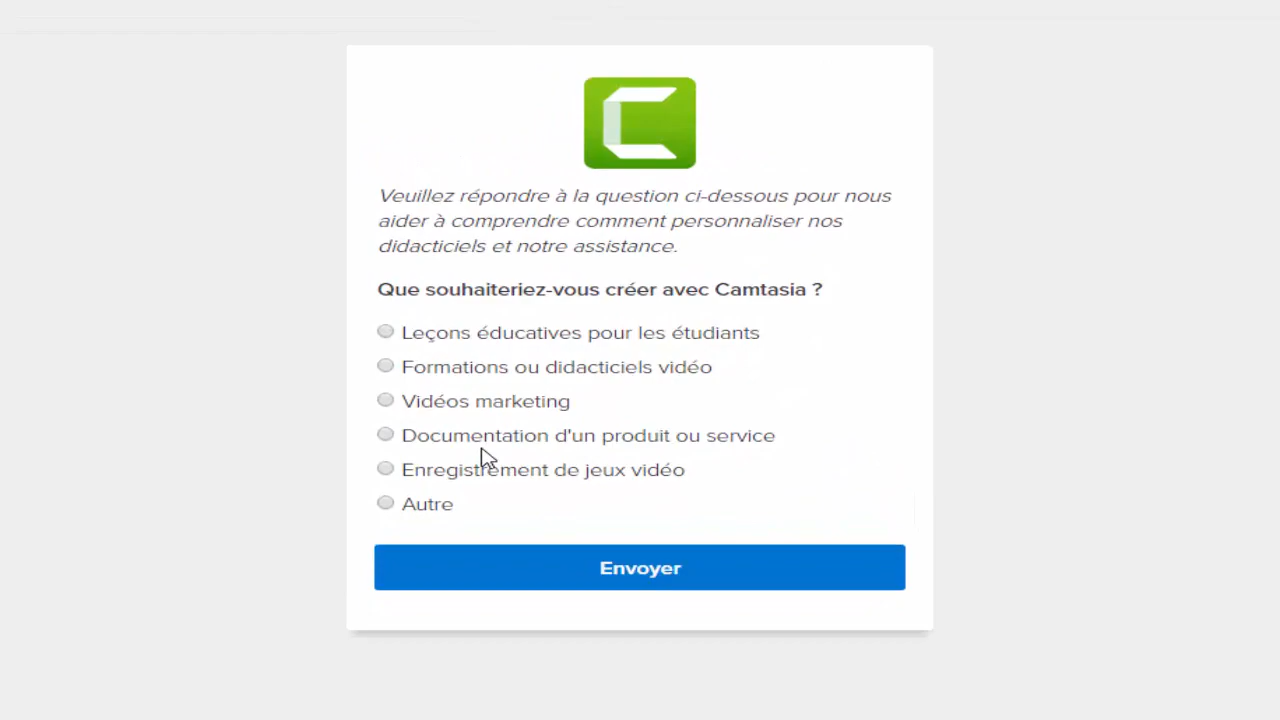 Veuillez répondre à la question ci-dessous pour nous
aider à comprendre comment personnaliser nos
didacticiels et notre assistance.
Que souhaiteriez-vous créer avec Camtasia ?
Leçons éducatives pour les étudiants
Formations ou didacticiels vidéo
Vidéos marketing
Documentation d'un produit ou service
Enregistrement de jeux vidéo
Autre
Envoyer